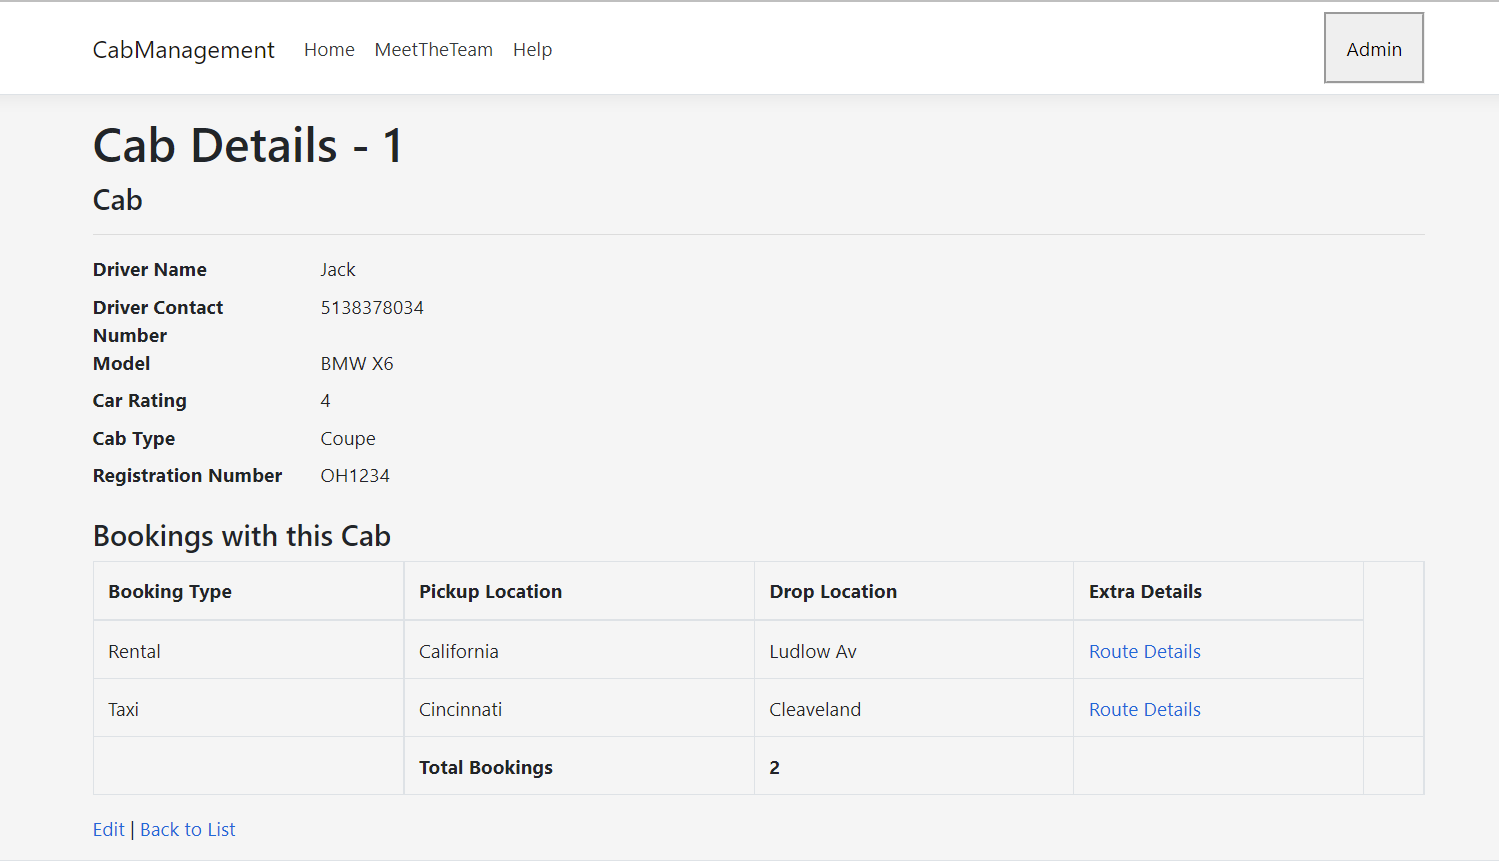 CabManagement Home MeetTheTeam Help Admin
Cab Details - 1
Cab
Driver Name Jack
Driver Contact Number 5138378034
Model BMW X6
Car Rating 4
Cab Type Coupe
Registration Number OH1234
Bookings with this Cab
Booking Type Pickup Location Drop Location Extra Details
Rental California Ludlow Av Route Details
Taxi Cincinnati Cleaveland Route Details
Total Bookings 2
Edit | Back to List